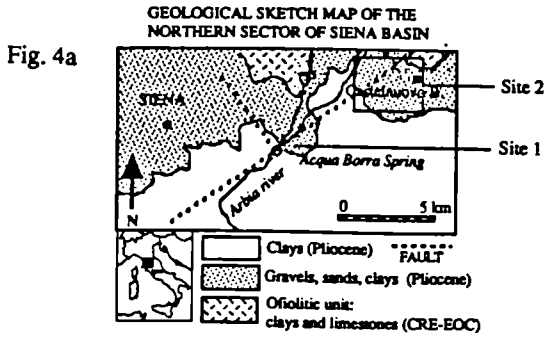 GEOLOGICAL SKETCH MAP OF THE
NORTHERN SECTOR OF SIENA BASIN
Fig. 4a
SIENA
Site 2
Site 1
Acqua Borra Spring
Arbia river
N
0 5 km
Clays (Pliocene)
FAULT
Gravels, sands, clays (Pliocene)
Ofiolitic unit:
clays and limestones (CRE-EOC)